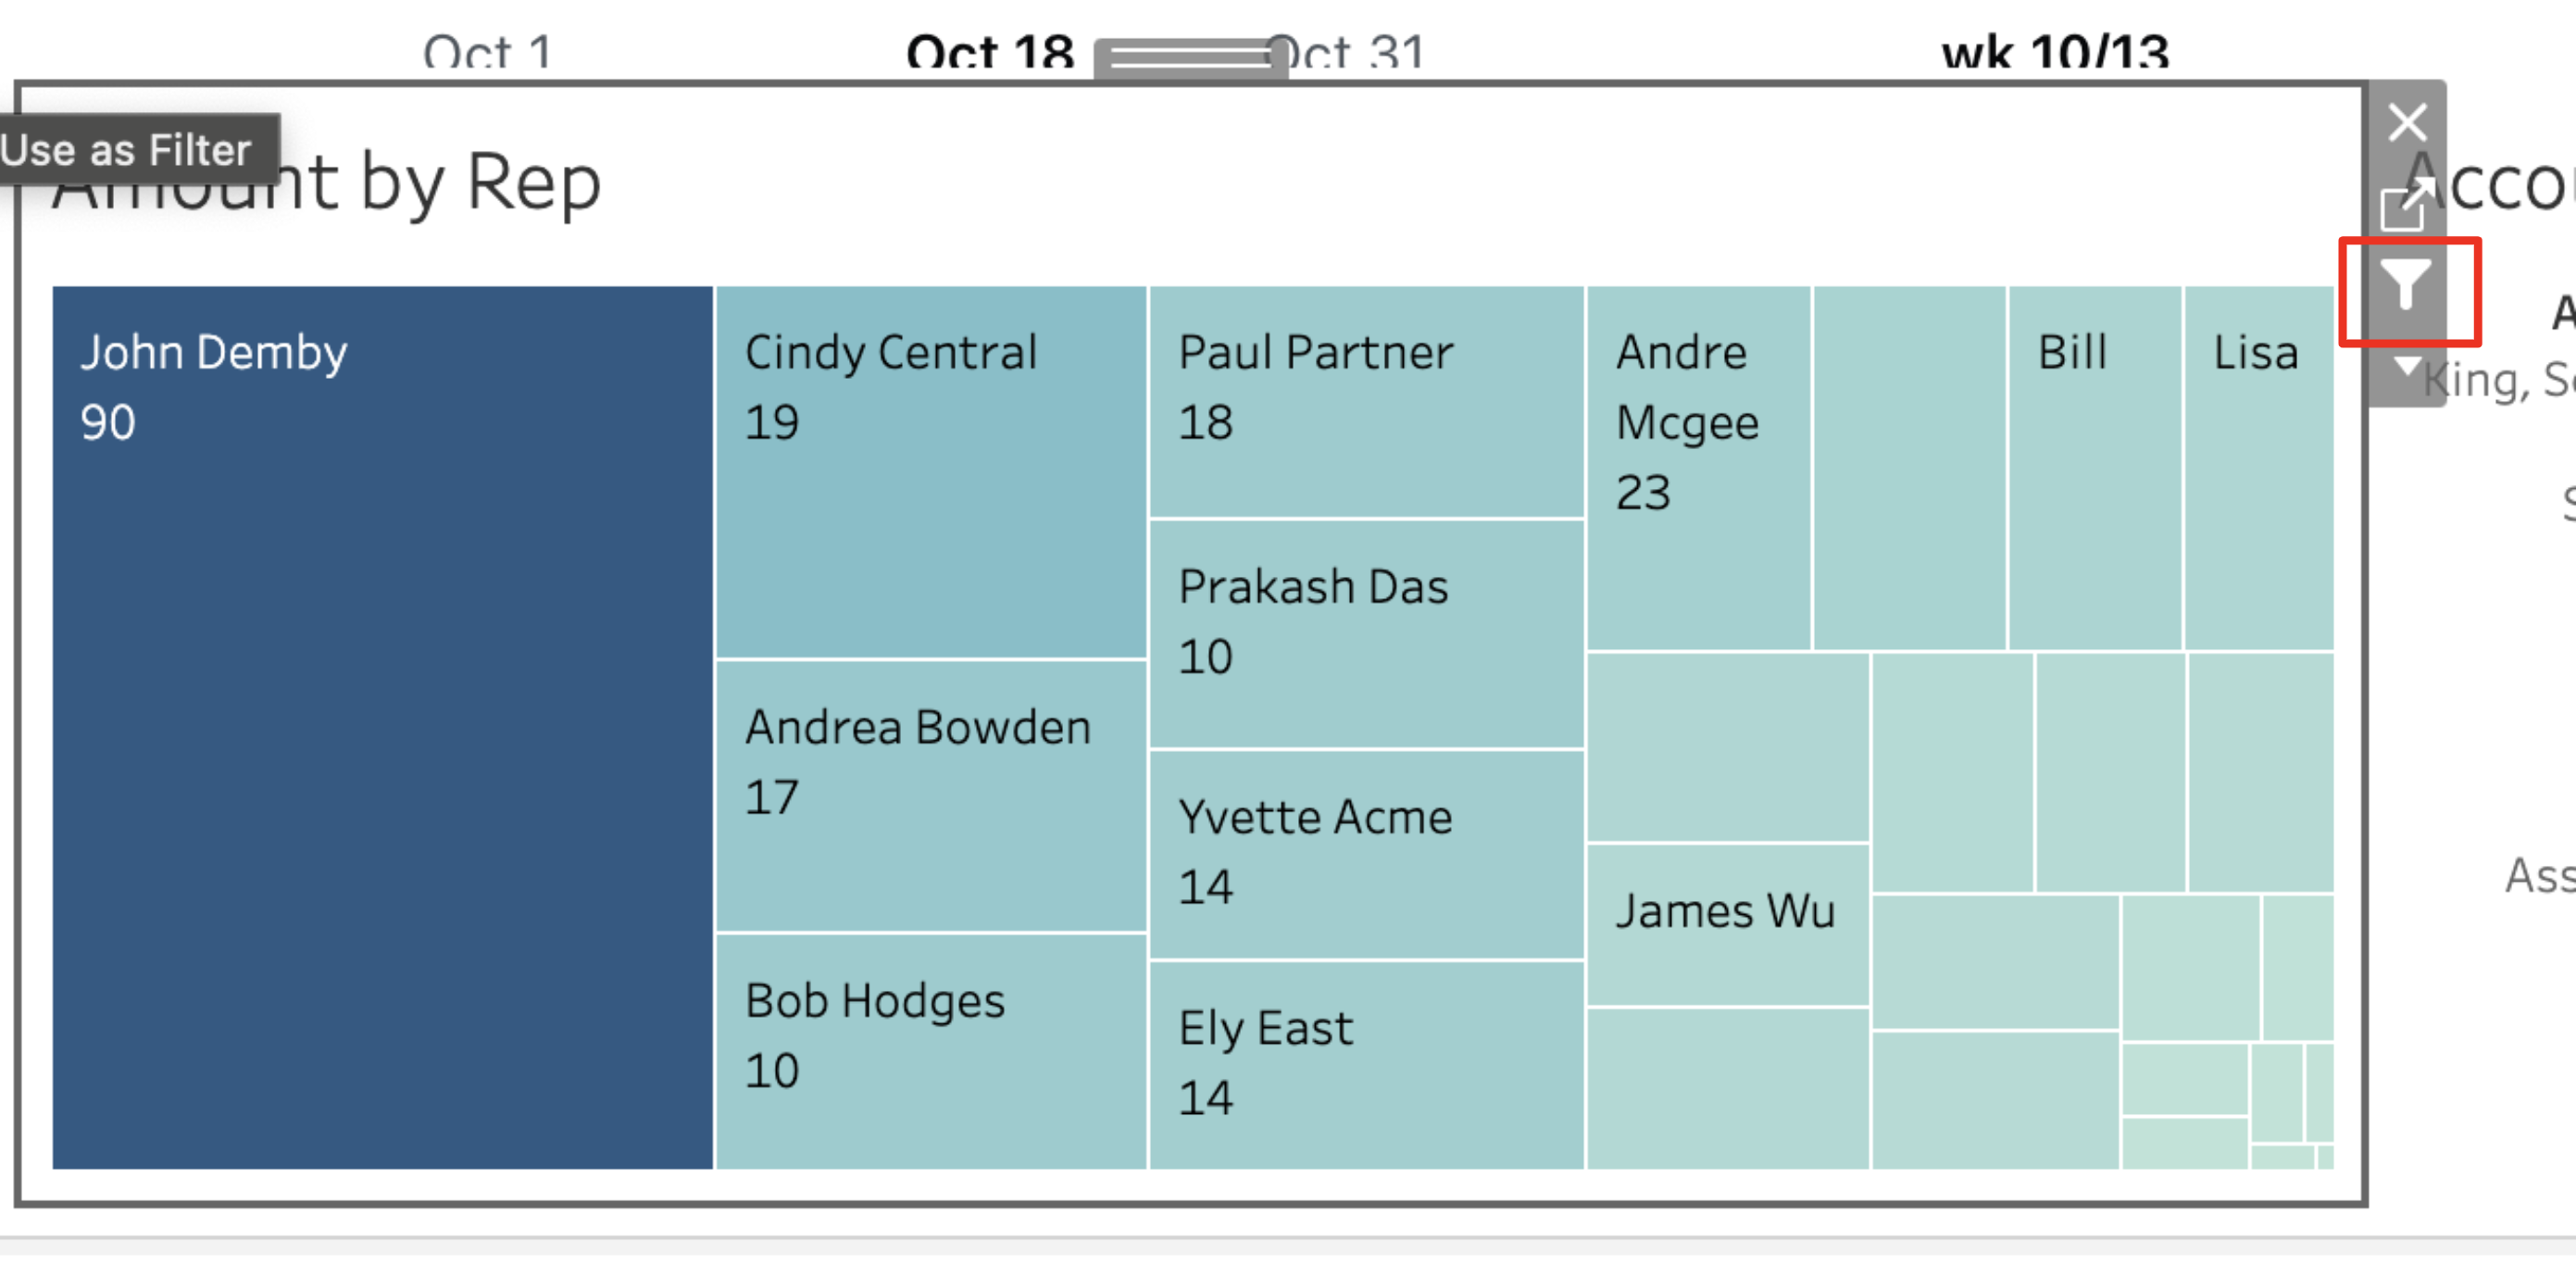 Oct 1
Oct 18
Oct 31
wk 10/13
Use as Filter
Amount by Rep
Acco
John Demby
90
Cindy Central
19
Andrea Bowden
17
Bob Hodges
10
Paul Partner
18
Prakash Das
10
Yvette Acme
14
Ely East
14
Andre
Mcgee
23
Bill
Lisa
James Wu
A
King, S
S
Ass